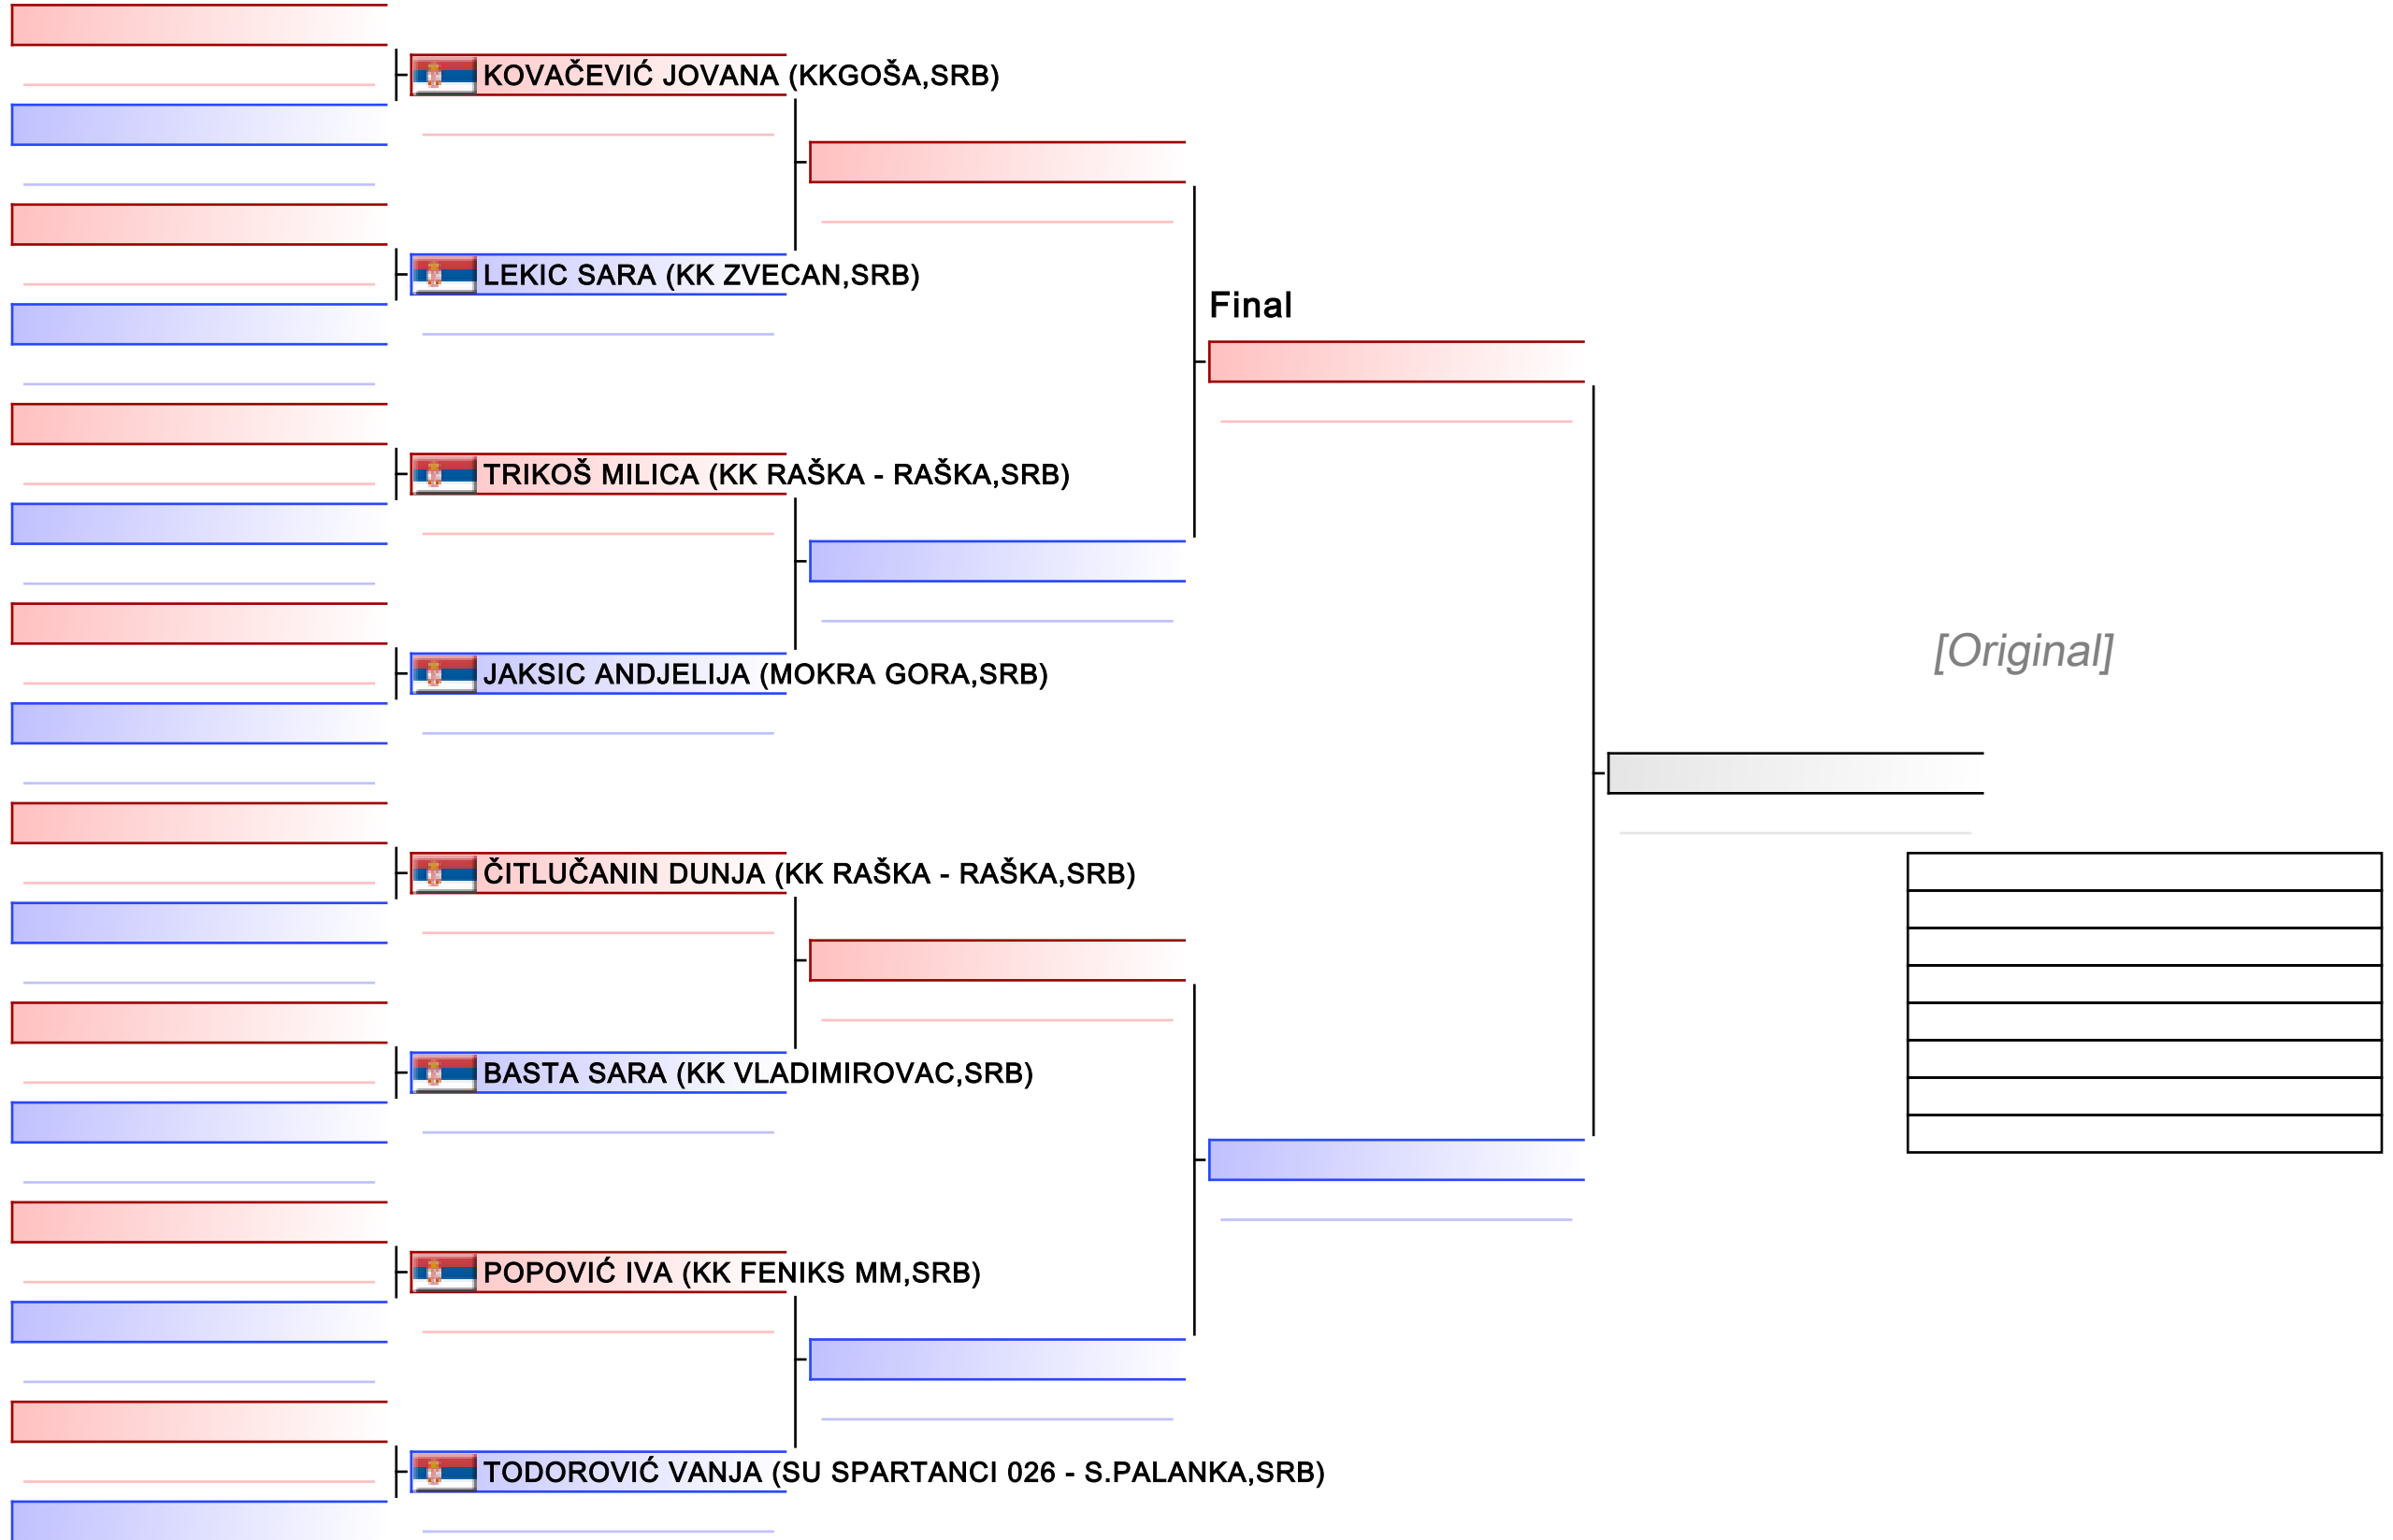 KOVAČEVIĆ JOVANA (KKGOŠA,SRB)
LEKIC SARA (KK ZVECAN,SRB)
Final
TRIKOŠ MILICA (KK RAŠKA - RAŠKA,SRB)
[Original]
JAKSIC ANDJELIJA (MOKRA GORA,SRB)
ČITLUČANIN DUNJA (KK RAŠKA - RAŠKA,SRB)
BASTA SARA (KK VLADIMIROVAC,SRB)
POPOVIĆ IVA (KK FENIKS MM,SRB)
TODOROVIĆ VANJA (SU SPARTANCI 026 - S.PALANKA,SRB)